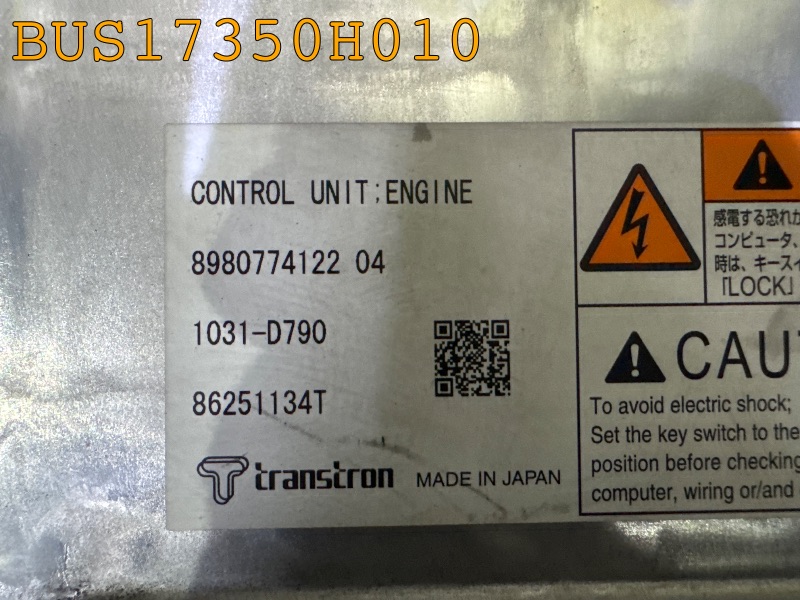 BUS17350H010
CONTROL UNIT;ENGINE
8980774122 04
1031-D790
86251134T
transtron MADE IN JAPAN
感電する恐れか
コンピュータ、
時は、キースイ
「LOCK」
CAU
To avoid electric shock;
Set the key switch to the
position before checking
computer, wiring or/and